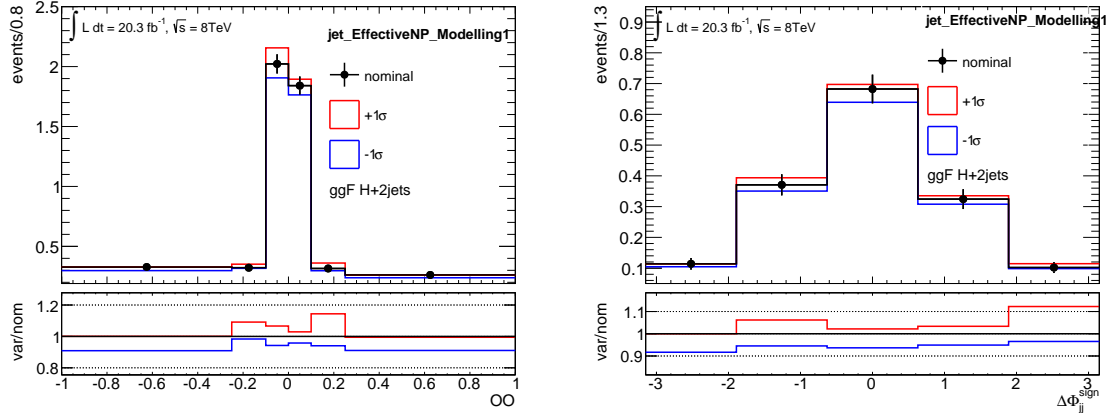 ∫ L dt = 20.3 fb⁻¹, √s = 8TeV
jet_EffectiveNP_Modelling1
nominal
+1σ
-1σ
ggF H+2jets
events/0.8
2.5
2
1.5
1
0.5
var/nom
1.2
1
0.8
-1 -0.8 -0.6 -0.4 -0.2 0 0.2 0.4 0.6 0.8 1
OO
∫ L dt = 20.3 fb⁻¹, √s = 8TeV
jet_EffectiveNP_Modelling1
nominal
+1σ
-1σ
ggF H+2jets
events/1.3
0.9
0.8
0.7
0.6
0.5
0.4
0.3
0.2
0.1
var/nom
1.1
1
0.9
-3 -2 -1 0 1 2 3
ΔΦ_jj^sign